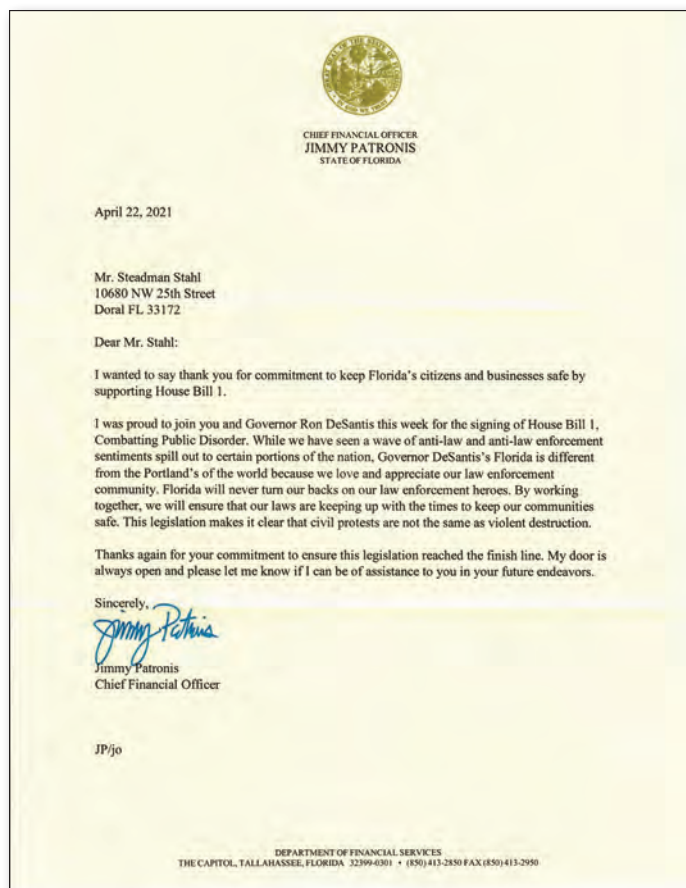 GREAT SEAL OF THE STATE OF FLORIDA
IN GOD WE TRUST
CHIEF FINANCIAL OFFICER
JIMMY PATRONIS
STATE OF FLORIDA
April 22, 2021
Mr. Steadman Stahl
10680 NW 25th Street
Doral FL 33172
Dear Mr. Stahl:
I wanted to say thank you for commitment to keep Florida's citizens and businesses safe by
supporting House Bill 1.
I was proud to join you and Governor Ron DeSantis this week for the signing of House Bill 1,
Combatting Public Disorder. While we have seen a wave of anti-law and anti-law enforcement
sentiments spill out to certain portions of the nation, Governor DeSantis's Florida is different
from the Portland's of the world because we love and appreciate our law enforcement
community. Florida will never turn our backs on our law enforcement heroes. By working
together, we will ensure that our laws are keeping up with the times to keep our communities
safe. This legislation makes it clear that civil protests are not the same as violent destruction.
Thanks again for your commitment to ensure this legislation reached the finish line. My door is
always open and please let me know if I can be of assistance to you in your future endeavors.
Sincerely,
Jimmy Patronis
Jimmy Patronis
Chief Financial Officer
JP/jo
DEPARTMENT OF FINANCIAL SERVICES
THE CAPITOL, TALLAHASSEE, FLORIDA 32399-0301 • (850) 413-2850 FAX (850) 413-2950